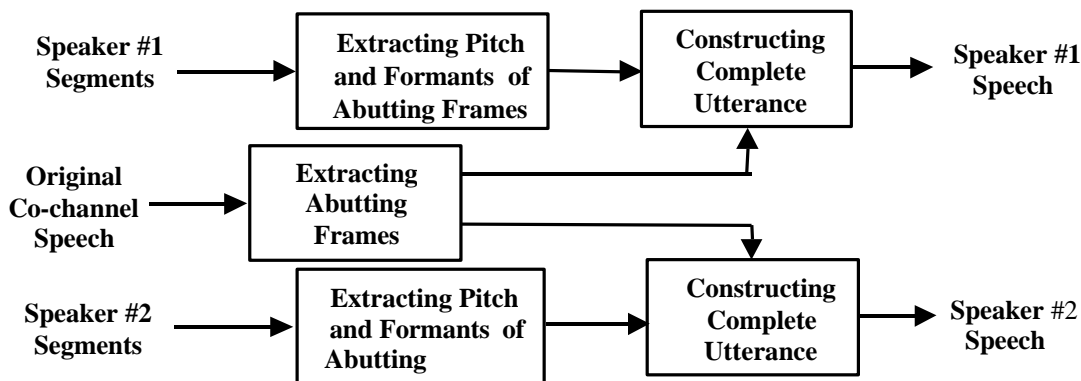 Speaker #1
Segments
Extracting Pitch
and Formants of
Abutting Frames
Constructing
Complete
Utterance
Speaker #1
Speech
Original
Co-channel
Speech
Extracting
Abutting
Frames
Speaker #2
Segments
Extracting Pitch
and Formants of
Abutting
Constructing
Complete
Utterance
Speaker #2
Speech